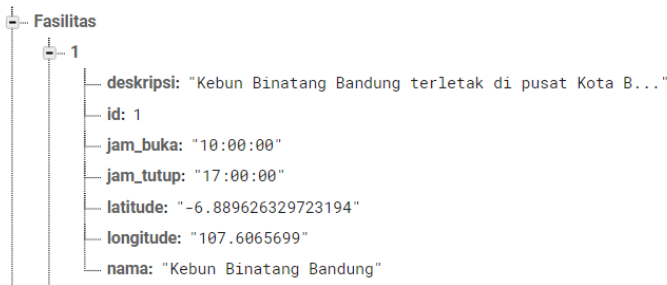 Fasilitas
1
deskripsi: "Kebun Binatang Bandung terletak di pusat Kota B..."
id: 1
jam_buka: "10:00:00"
jam_tutup: "17:00:00"
latitude: "-6.889626329723194"
longitude: "107.6065699"
nama: "Kebun Binatang Bandung"